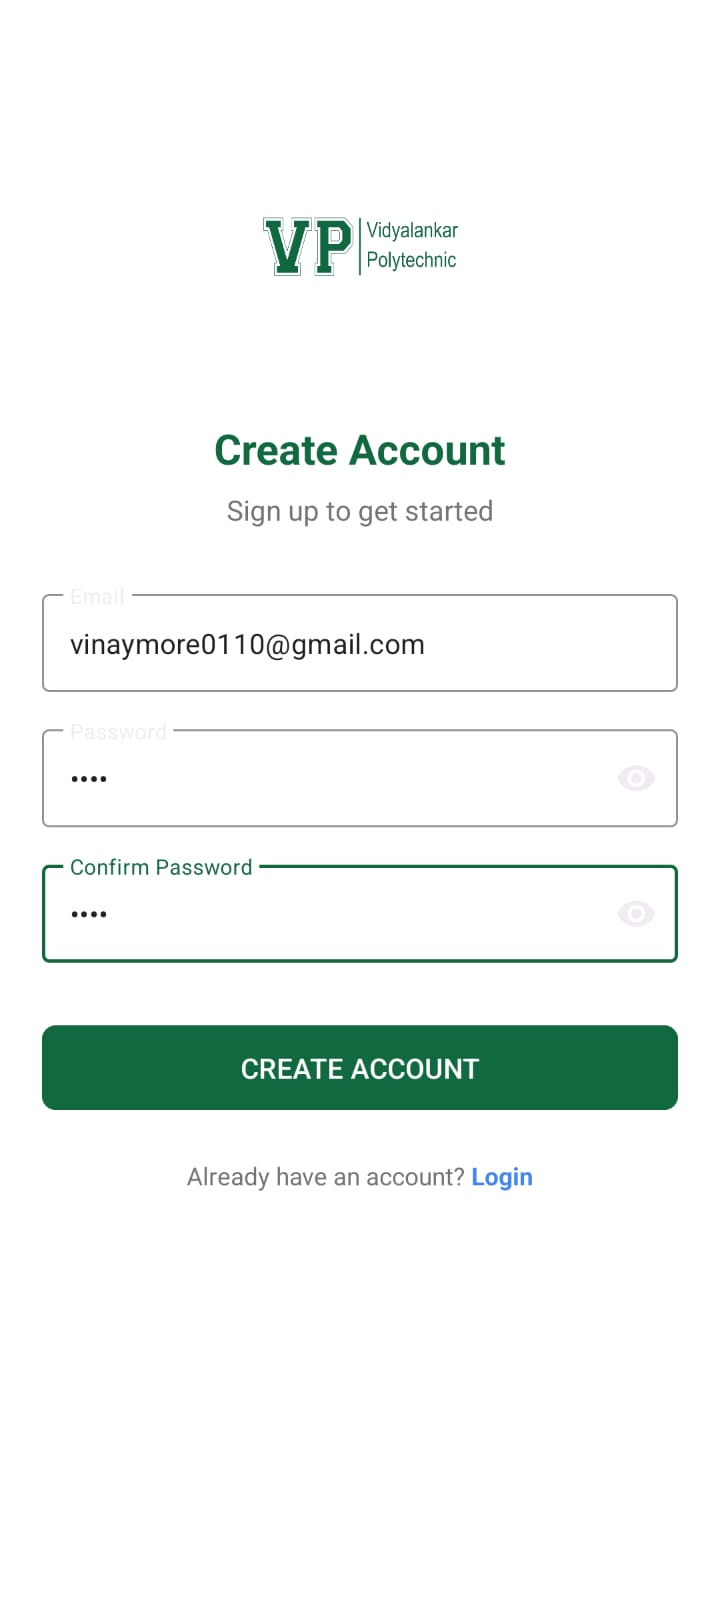 VP
Vidyalankar
Polytechnic
Create Account
Sign up to get started
Email
vinaymore0110@gmail.com
Password
••••
Confirm Password
••••
CREATE ACCOUNT
Already have an account? Login